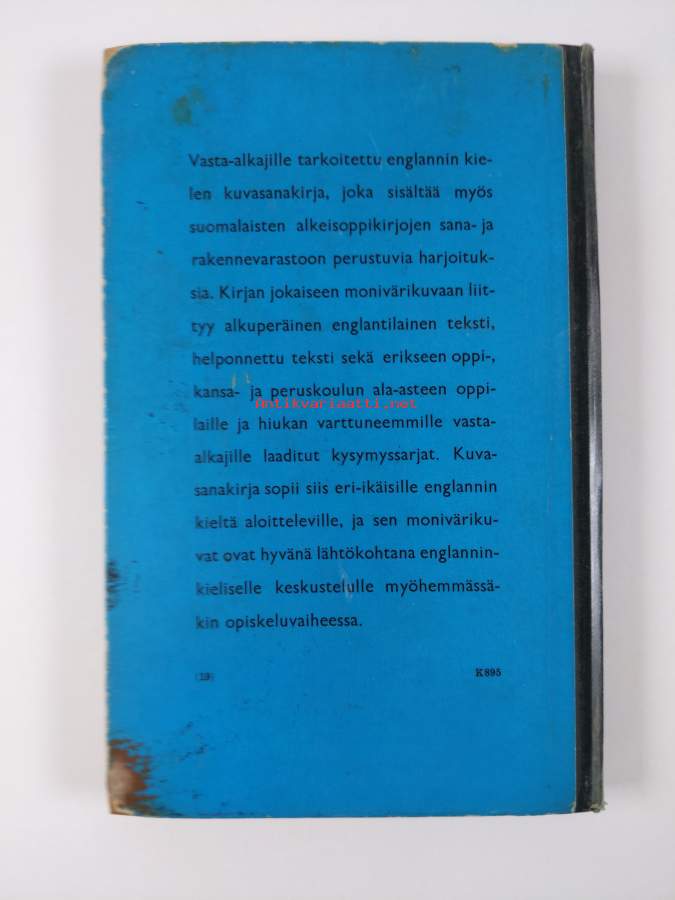 Vasta-alkajille tarkoitettu englannin kie-
len kuvasanakirja, joka sisältää myös
suomalaisten alkeisoppikirjojen sana- ja
rakennevarastoon perustuvia harjoituk-
sia. Kirjan jokaiseen monivärikuvaan liit-
tyy alkuperäinen englantilainen teksti,
helponnettu teksti sekä erikseen oppi-,
kansa- ja peruskoulun ala-asteen oppi-
Antikvariaatti.net
laille ja hiukan varttuneemmille vasta-
alkajille laaditut kysymyssarjat. Kuva-
sanakirja sopii siis eri-ikäisille englannin
kieltä aloitteleville, ja sen moniväriku-
vat ovat hyvänä lähtökohtana englannin-
kieliselle keskustelulle myöhemmässä-
kin opiskeluvaiheessa.
(19) K895